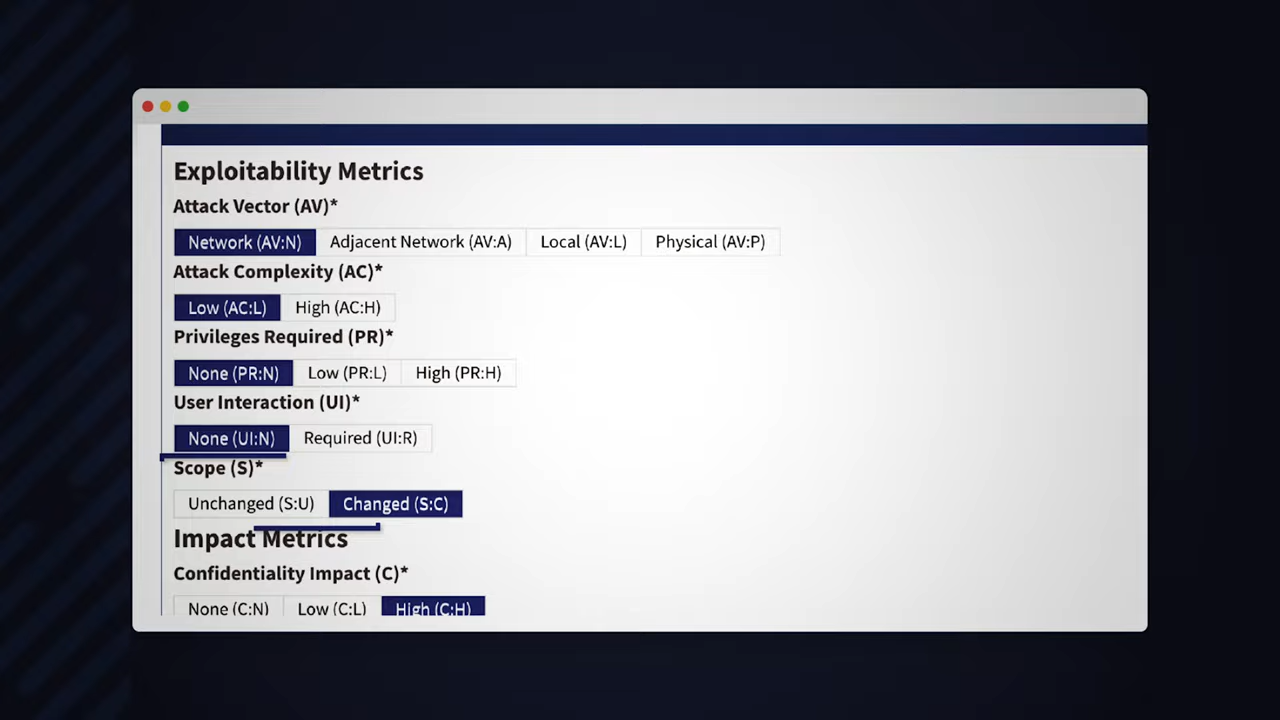 Exploitability Metrics
Attack Vector (AV)*
Network (AV:N) Adjacent Network (AV:A) Local (AV:L) Physical (AV:P)
Attack Complexity (AC)*
Low (AC:L) High (AC:H)
Privileges Required (PR)*
None (PR:N) Low (PR:L) High (PR:H)
User Interaction (UI)*
None (UI:N) Required (UI:R)
Scope (S)*
Unchanged (S:U) Changed (S:C)
Impact Metrics
Confidentiality Impact (C)*
None (C:N) Low (C:L) High (C:H)